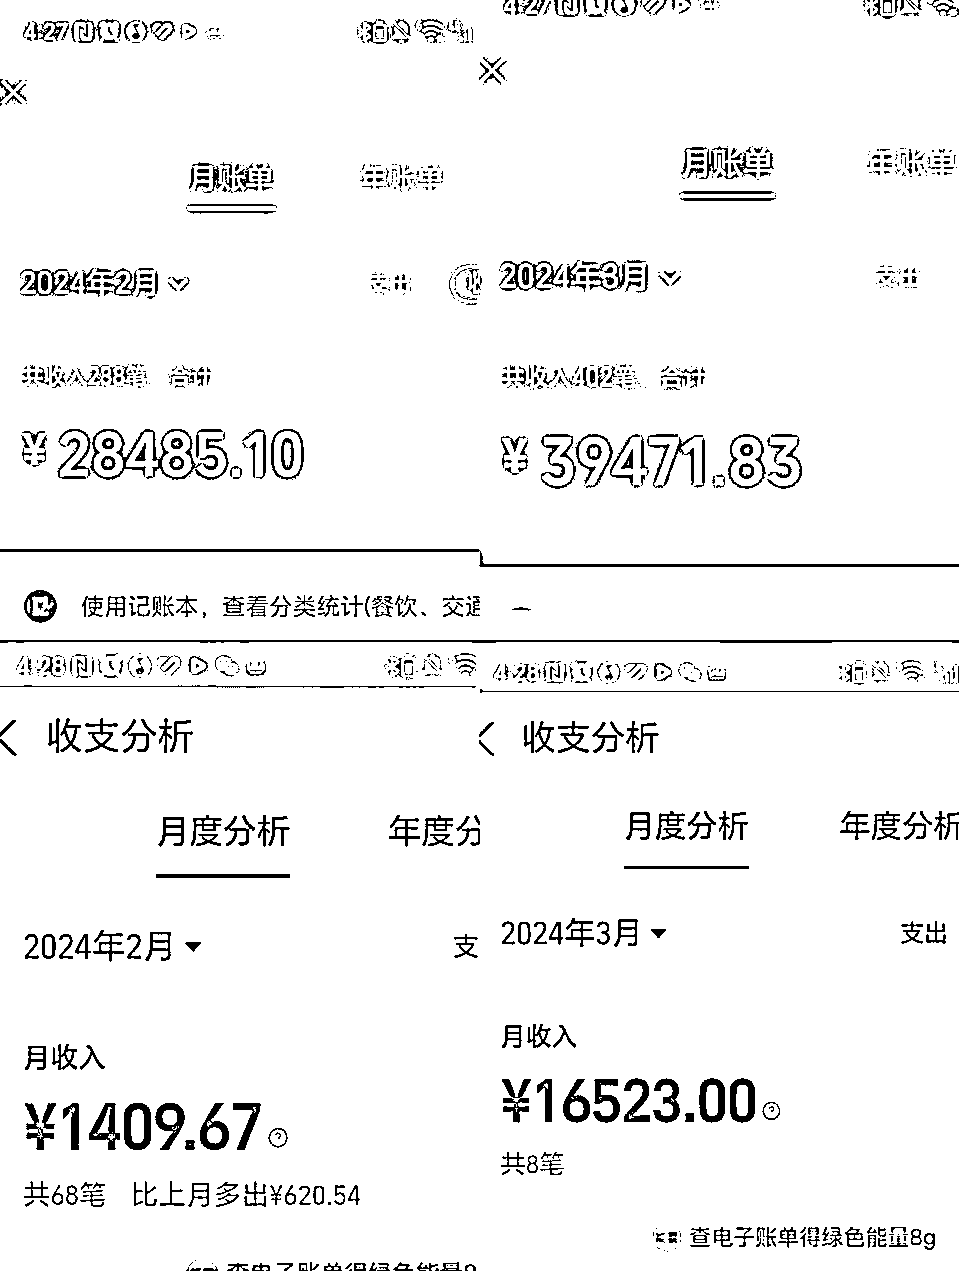 4:27
月账单 年账单
2024年2月 支出
共收入288笔 合计
¥28485.10
使用记账本，查看分类统计(餐饮、交通
4:27
月账单 年账单
2024年3月 支出
共收入402笔 合计
¥39471.83
4:28
收支分析
月度分析 年度分
2024年2月 支
月收入
¥1409.67
共68笔 比上月多出¥620.54
查电子账单得绿色能量8
4:28
收支分析
月度分析 年度分析
2024年3月 支出
月收入
¥16523.00
共8笔
查电子账单得绿色能量8g